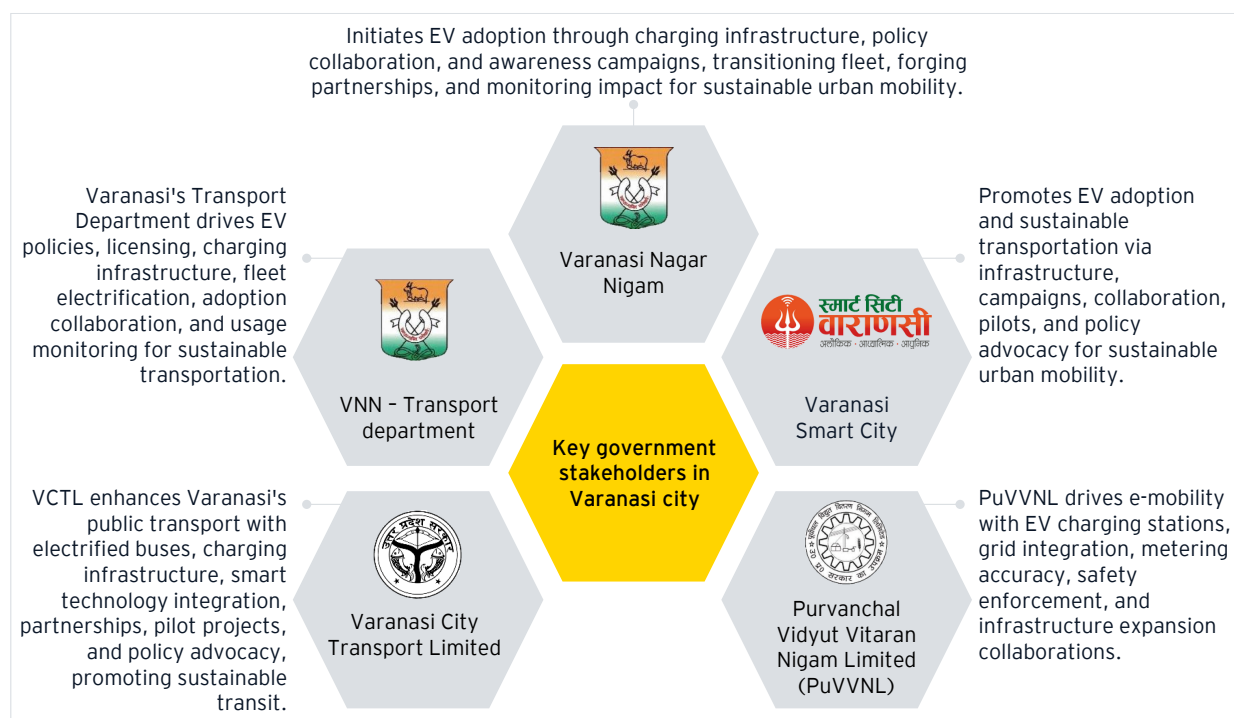 Initiates EV adoption through charging infrastructure, policy
collaboration, and awareness campaigns, transitioning fleet, forging
partnerships, and monitoring impact for sustainable urban mobility.
Varanasi Nagar
Nigam
Varanasi's Transport
Department drives EV
policies, licensing, charging
infrastructure, fleet
electrification, adoption
collaboration, and usage
monitoring for sustainable
transportation.
VNN – Transport
department
स्मार्ट सिटी
वाराणसी
अलौकिक - आध्यात्मिक - आधुनिक
Varanasi
Smart City
Promotes EV adoption
and sustainable
transportation via
infrastructure,
campaigns, collaboration,
pilots, and policy
advocacy for sustainable
urban mobility.
Key government
stakeholders in
Varanasi city
VCTL enhances Varanasi's
public transport with
electrified buses, charging
infrastructure, smart
technology integration,
partnerships, pilot projects,
and policy advocacy,
promoting sustainable
transit.
उत्तर प्रदेश सरकार
Varanasi City
Transport Limited
Purvanchal
Vidyut Vitaran
Nigam Limited
(PuVVNL)
PuVVNL drives e-mobility
with EV charging stations,
grid integration, metering
accuracy, safety
enforcement, and
infrastructure expansion
collaborations.